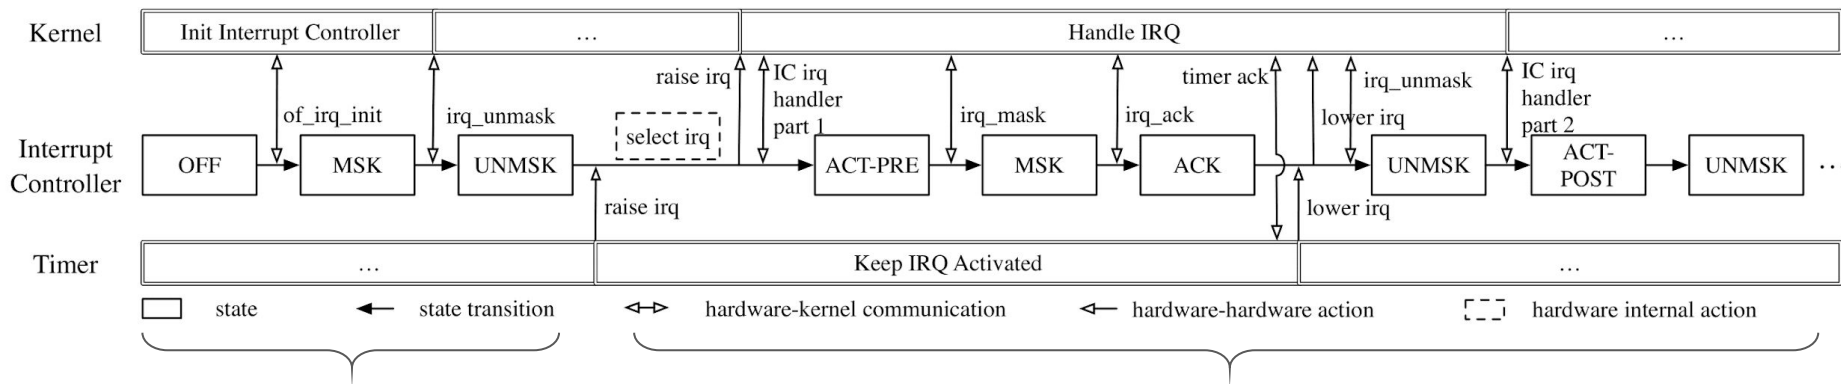 Kernel
Init Interrupt Controller
...
Handle IRQ
...
of_irq_init
irq_unmask
raise irq
IC irq
handler
part 1
irq_mask
irq_ack
timer ack
lower irq
irq_unmask
IC irq
handler
part 2
select irq
Interrupt
Controller
OFF
MSK
UNMSK
ACT-PRE
MSK
ACK
UNMSK
ACT-
POST
UNMSK
...
raise irq
lower irq
Timer
...
Keep IRQ Activated
...
state
state transition
hardware-kernel communication
hardware-hardware action
hardware internal action